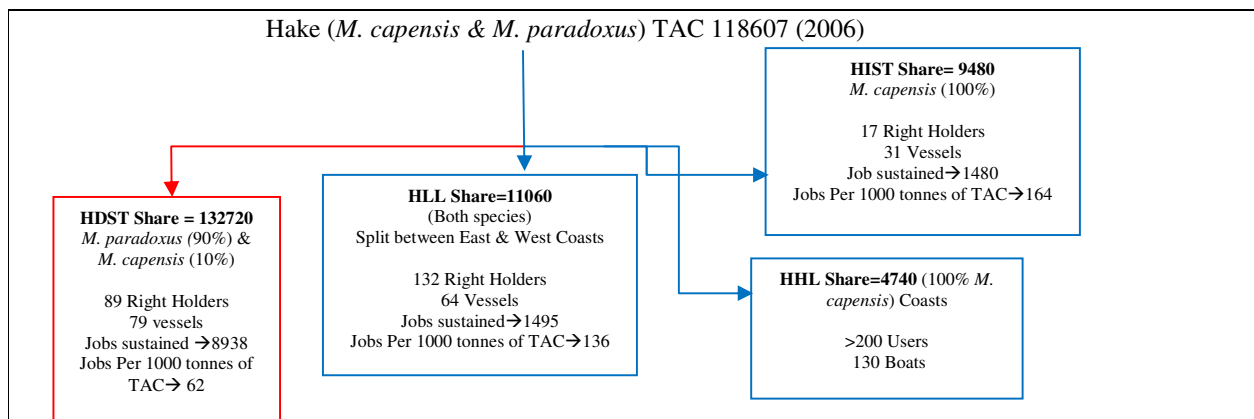 Hake (M. capensis & M. paradoxus) TAC 118607 (2006)
HDST Share = 132720
M. paradoxus (90%) &
M. capensis (10%)
89 Right Holders
79 vessels
Jobs sustained→8938
Jobs Per 1000 tonnes of
TAC→ 62
HLL Share=11060
(Both species)
Split between East & West Coasts
132 Right Holders
64 Vessels
Jobs sustained→1495
Jobs Per 1000 tonnes of TAC→136
HIST Share= 9480
M. capensis (100%)
17 Right Holders
31 Vessels
Job sustained→1480
Jobs Per 1000 tonnes of TAC→164
HHL Share=4740 (100% M.
capensis) Coasts
>200 Users
130 Boats